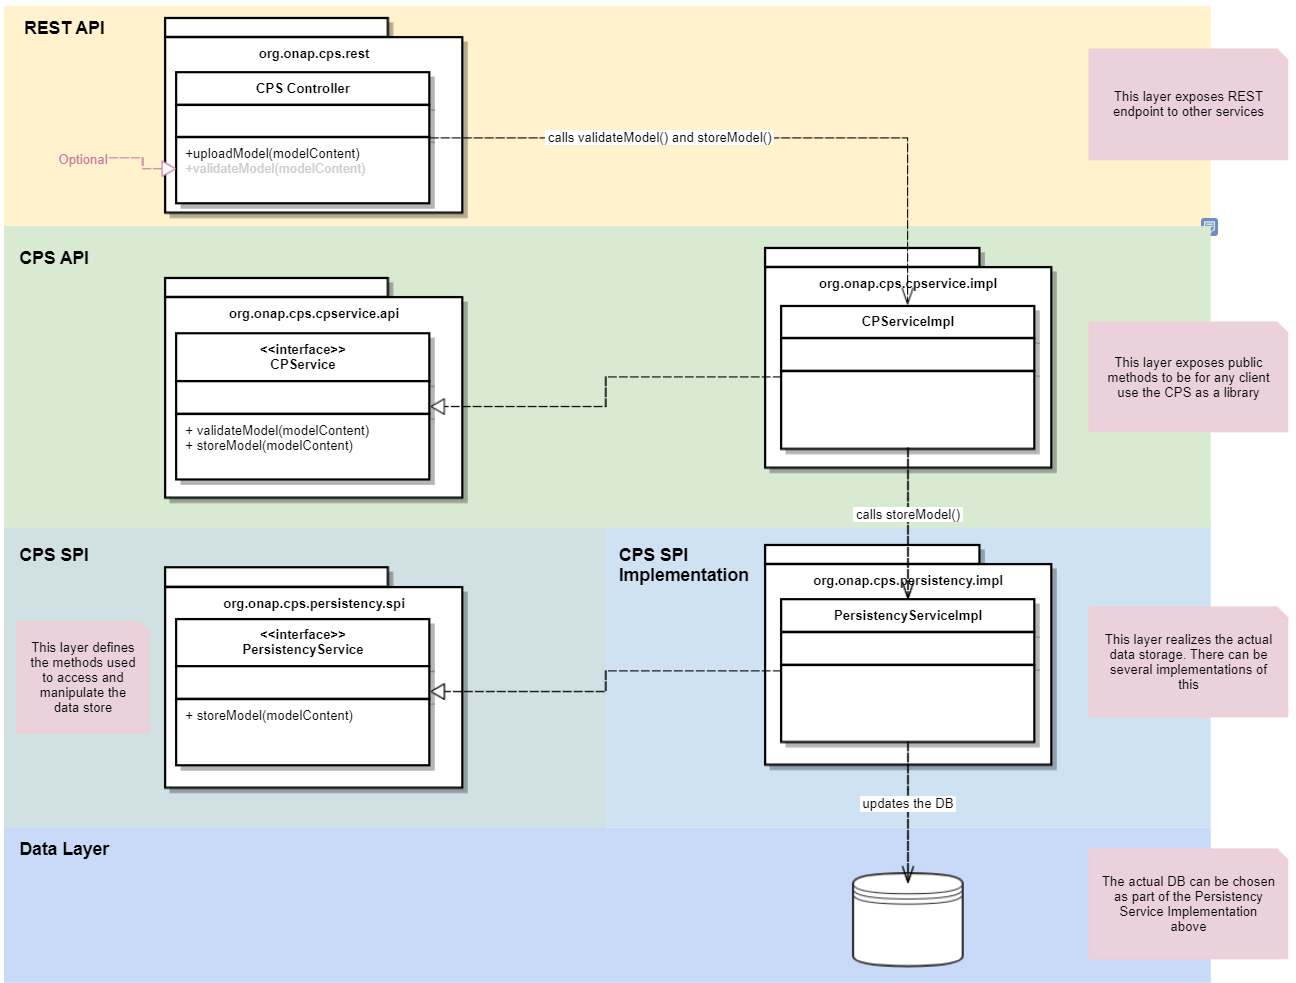 REST API
org.onap.cps.rest
CPS Controller
+uploadModel(modelContent)
+validateModel(modelContent)
Optional
calls validateModel() and storeModel()
This layer exposes REST
endpoint to other services
CPS API
org.onap.cps.cpservice.api
<<interface>>
CPService
+ validateModel(modelContent)
+ storeModel(modelContent)
org.onap.cps.cpservice.impl
CPServiceImpl
This layer exposes public
methods to be for any client
use the CPS as a library
calls storeModel()
CPS SPI
org.onap.cps.persistency.spi
<<interface>>
PersistencyService
+ storeModel(modelContent)
This layer defines
the methods used
to access and
manipulate the
data store
CPS SPI
Implementation
org.onap.cps.persistency.impl
PersistencyServiceImpl
This layer realizes the actual
data storage. There can be
several implementations of
this
updates the DB
Data Layer
The actual DB can be chosen
as part of the Persistency
Service Implementation
above